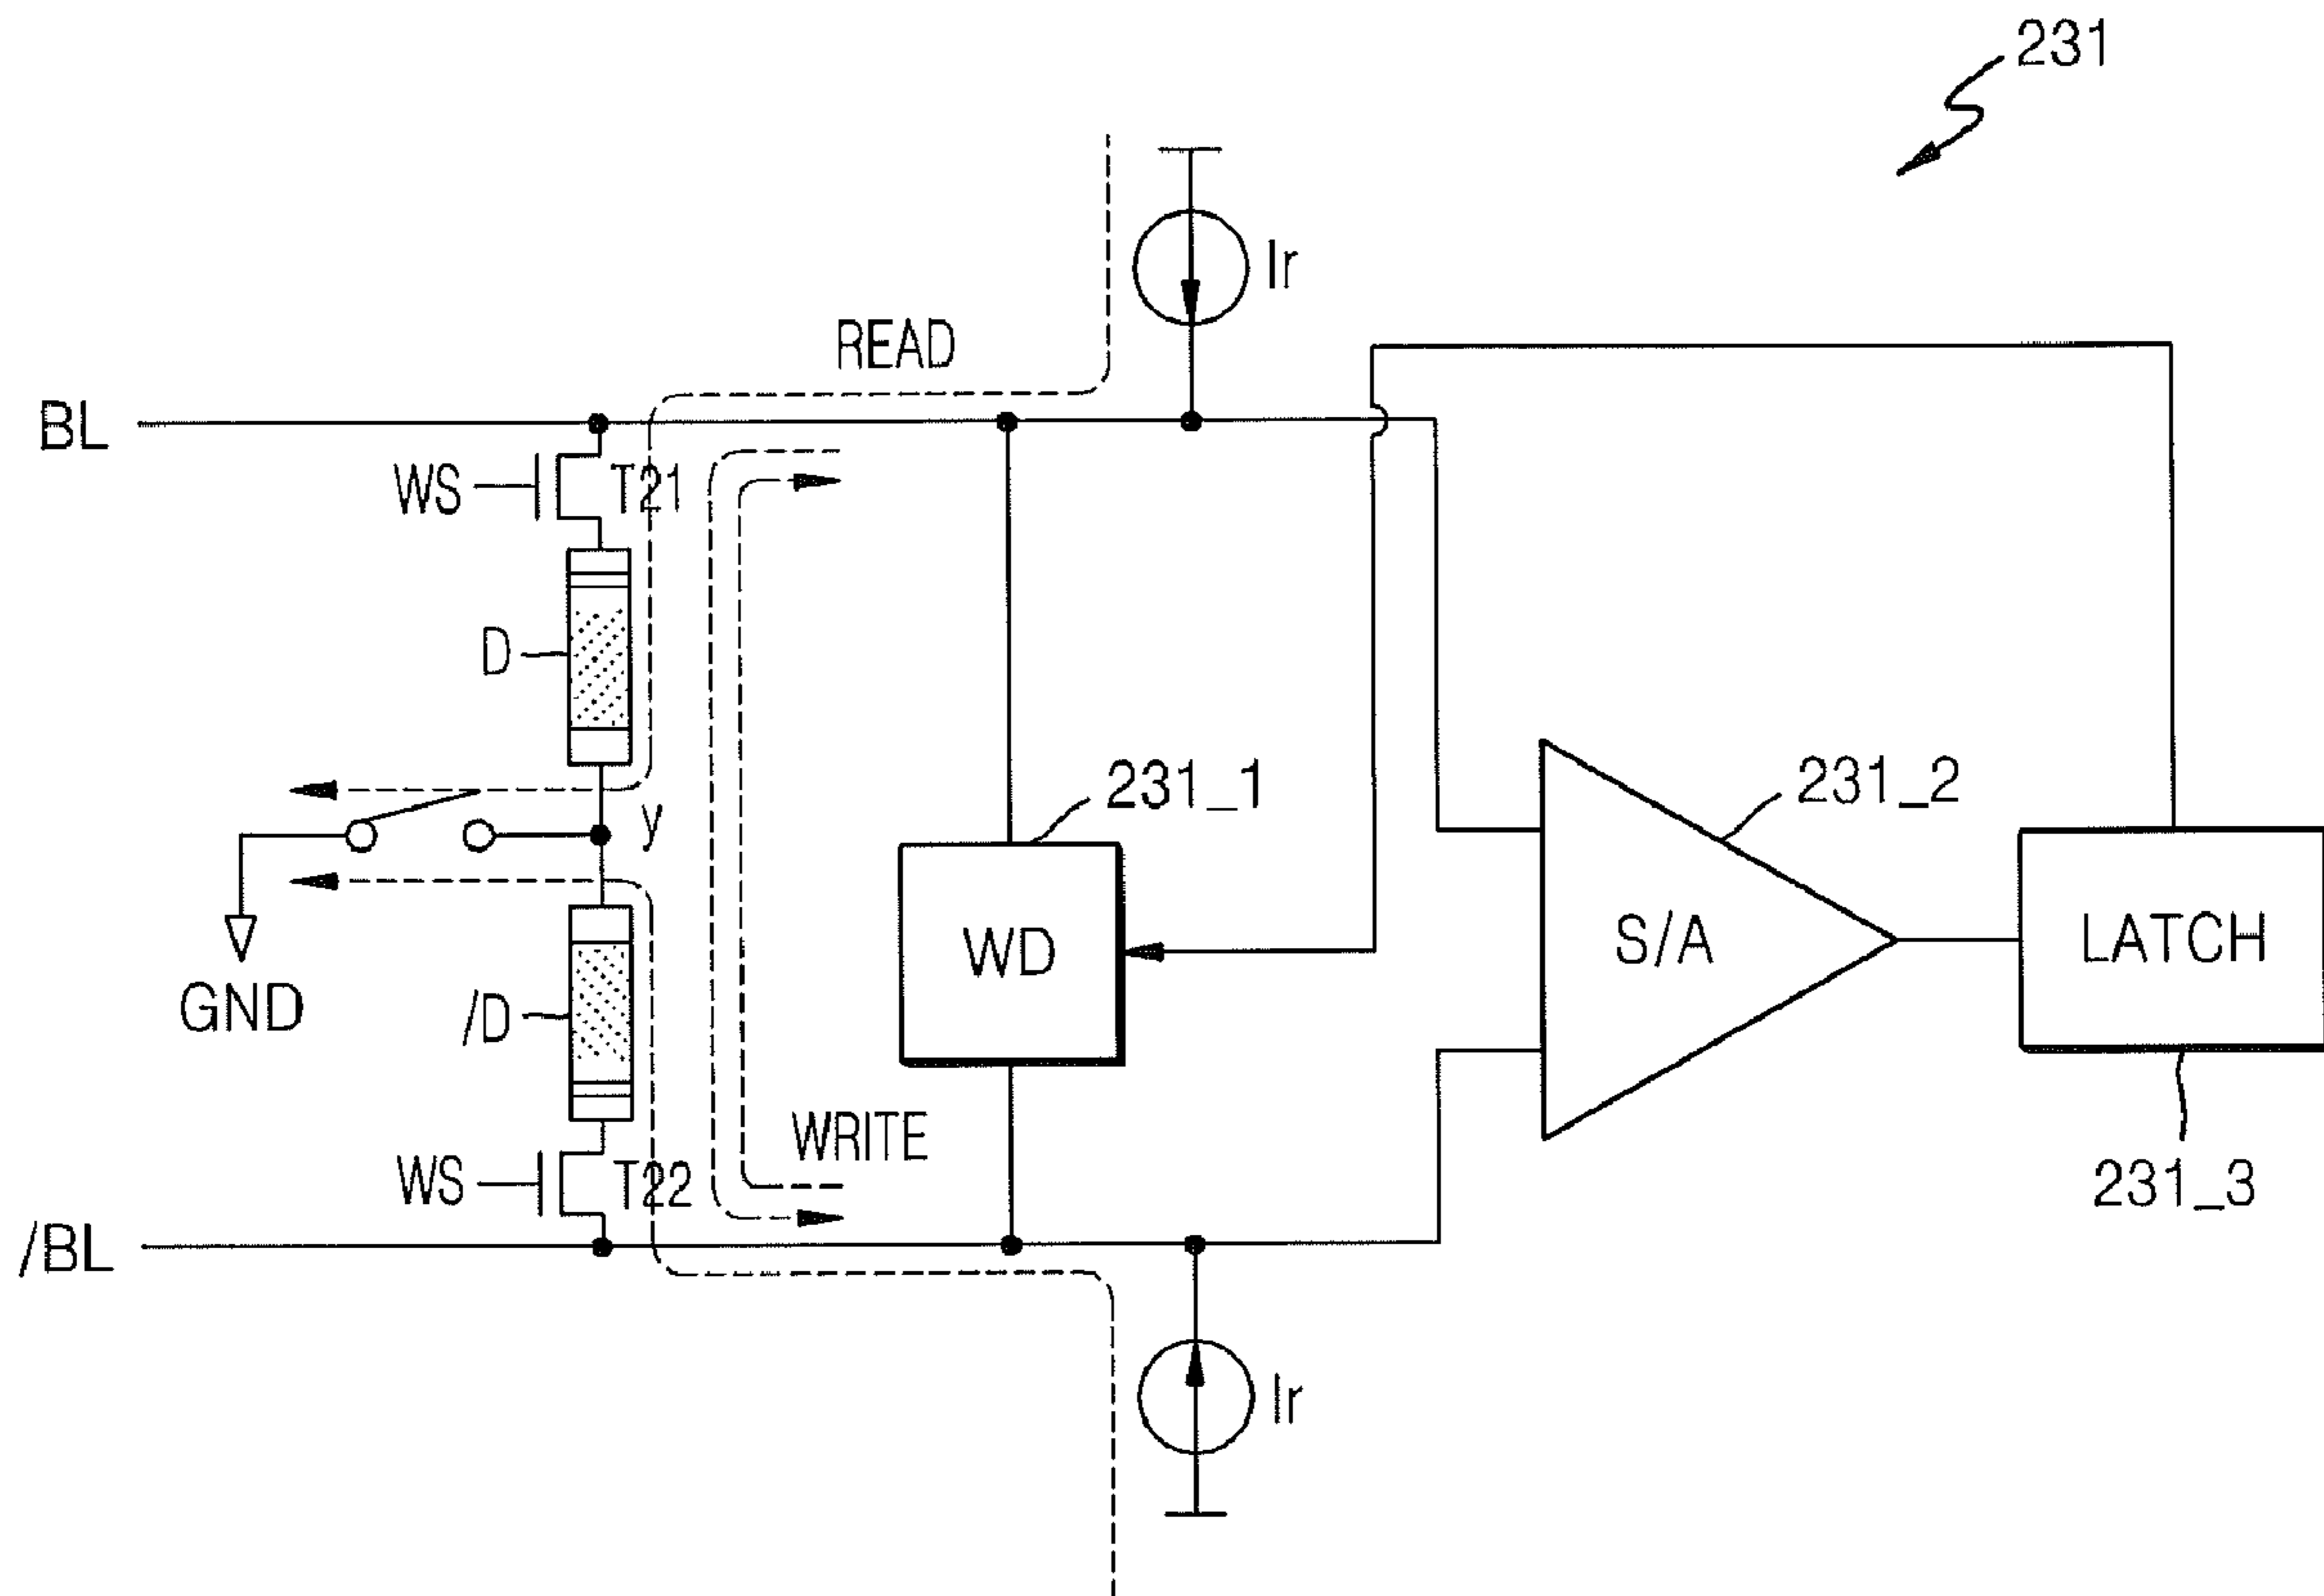 231
Ir
READ
BL
WS
T21
D
y
231_1
231_2
GND
WD
S/A
LATCH
/D
WRITE
WS
T22
231_3
/BL
Ir